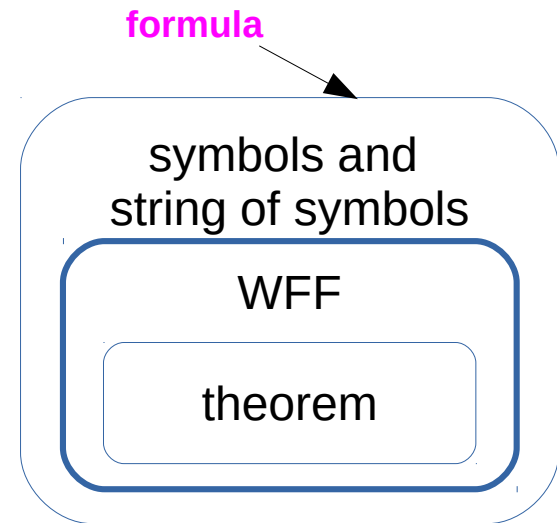 formula
symbols and
string of symbols
WFF
theorem